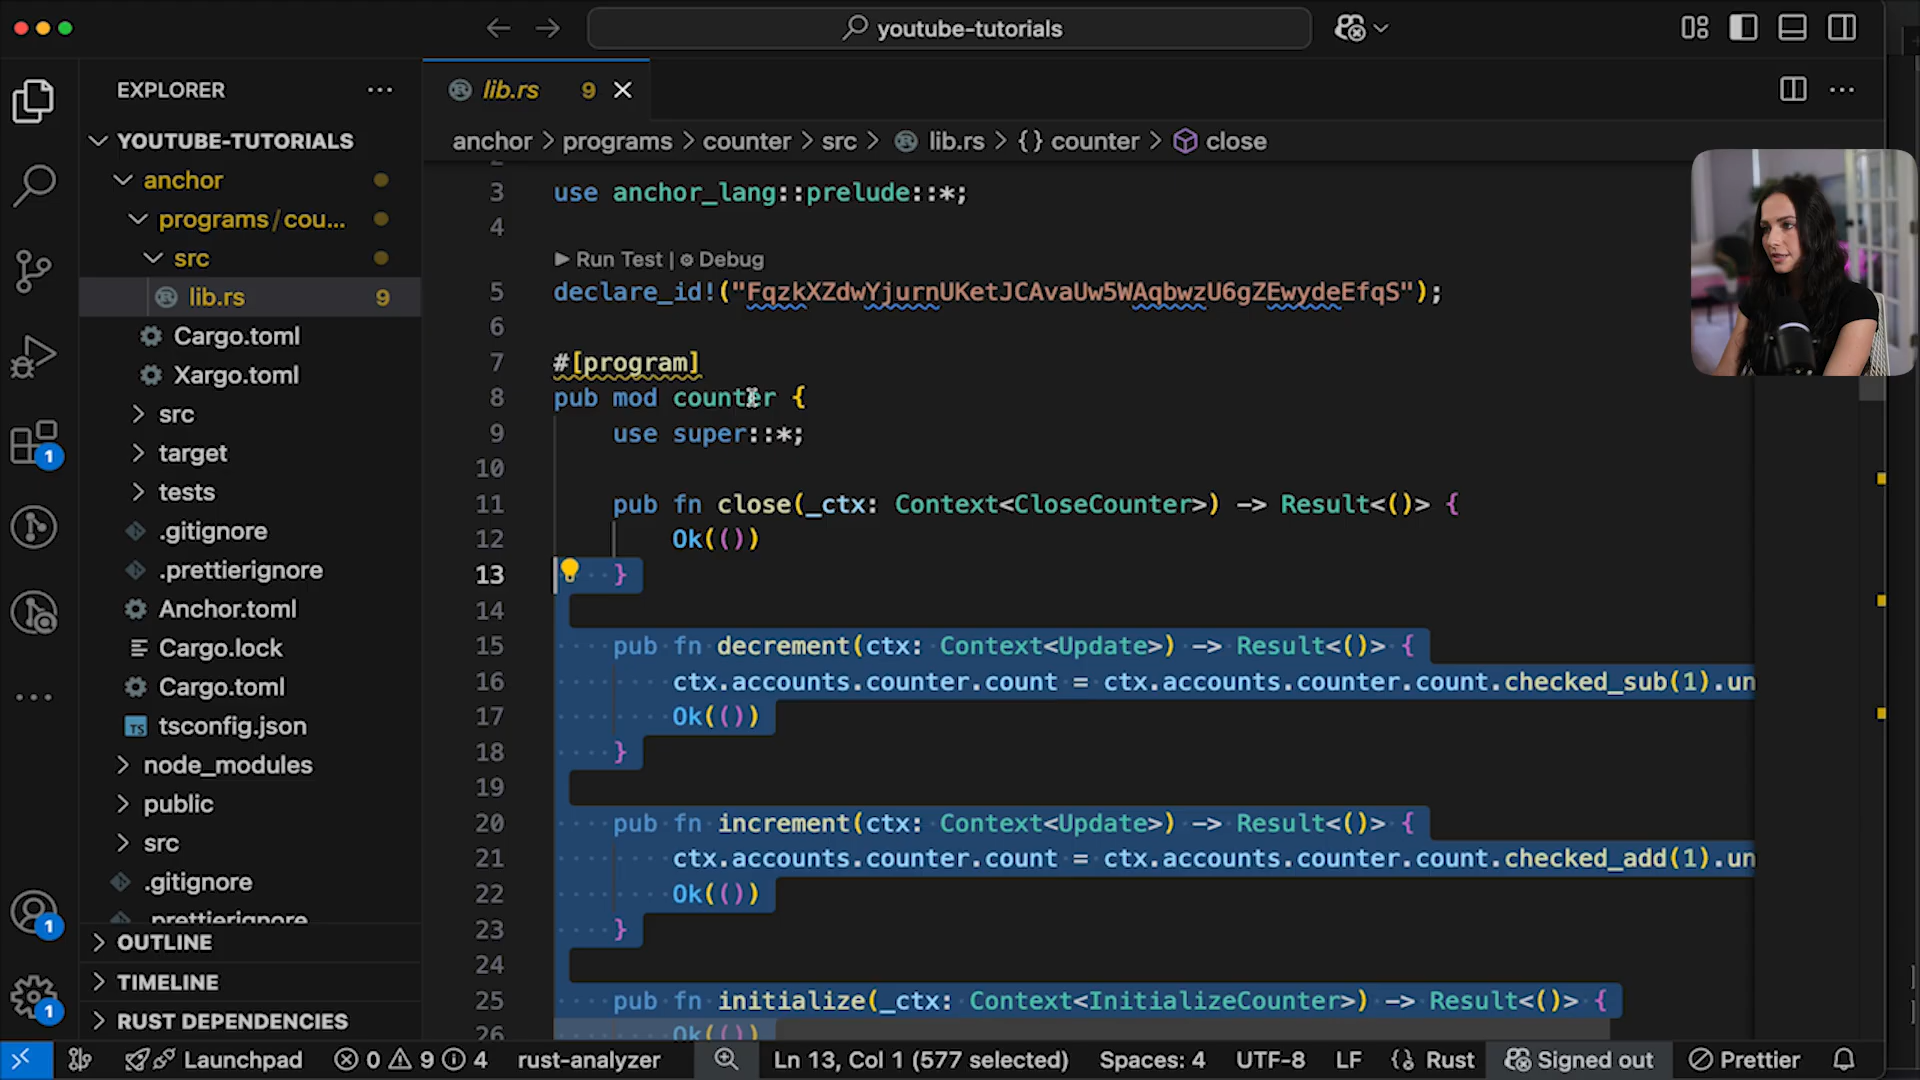 youtube-tutorials
EXPLORER
lib.rs 9
YOUTUBE-TUTORIALS
anchor > programs > counter > src > lib.rs > {} counter > close
anchor
programs/cou...
src
lib.rs 9
Cargo.toml
Xargo.toml
src
target
tests
.gitignore
.prettierignore
Anchor.toml
Cargo.lock
Cargo.toml
tsconfig.json
node_modules
public
src
.gitignore
.prettierignore
OUTLINE
TIMELINE
RUST DEPENDENCIES
1
1
1
3 use anchor_lang::prelude::*;
4
Run Test | Debug
5 declare_id!("FqzkXZdwYjurnUKetJCAvaUw5WAqbwzU6gZEwydeEfqS");
6
7 #[program]
8 pub mod counter {
9 use super::*;
10
11 pub fn close(_ctx: Context<CloseCounter>) -> Result<()> {
12 Ok(())
13 }
14
15 pub fn decrement(ctx: Context<Update>) -> Result<()> {
16 ctx.accounts.counter.count = ctx.accounts.counter.count.checked_sub(1).un
17 Ok(())
18 }
19
20 pub fn increment(ctx: Context<Update>) -> Result<()> {
21 ctx.accounts.counter.count = ctx.accounts.counter.count.checked_add(1).un
22 Ok(())
23 }
24
25 pub fn initialize(_ctx: Context<InitializeCounter>) -> Result<()> {
26 Ok(())
Launchpad 0 9 4 rust-analyzer Ln 13, Col 1 (577 selected) Spaces: 4 UTF-8 LF Rust Signed out Prettier